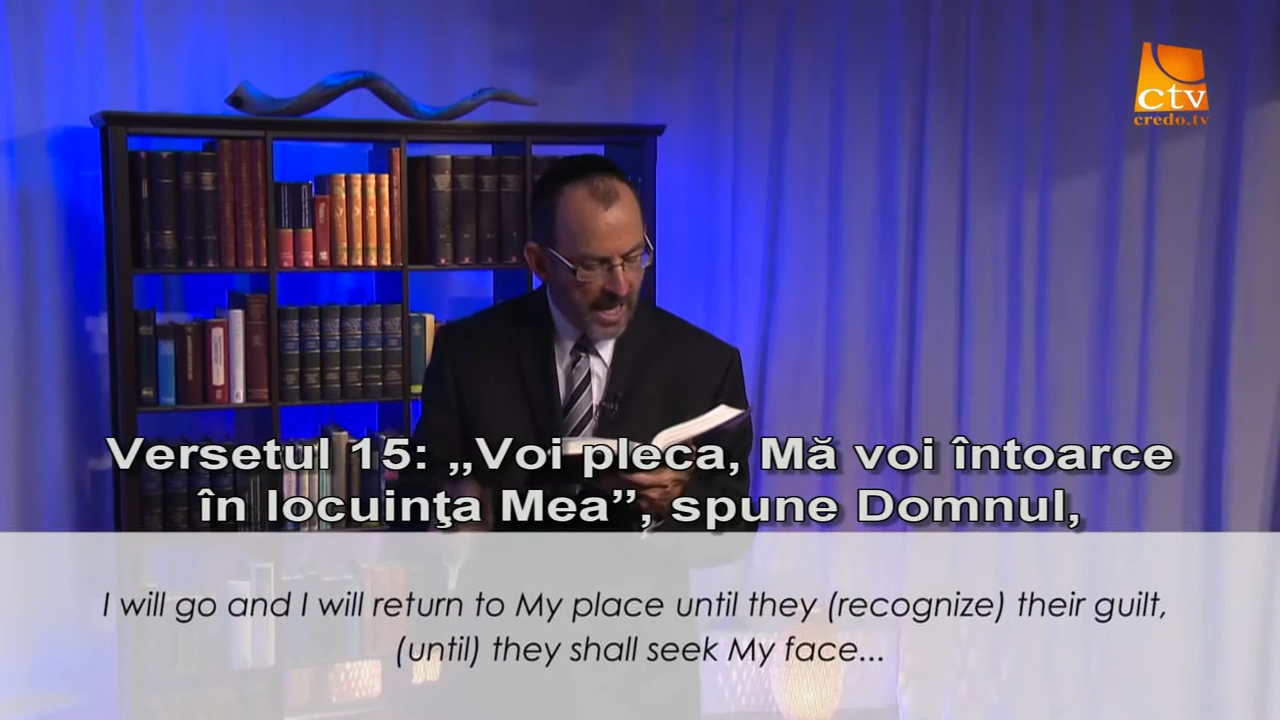 ctv
credo.tv
Versetul 15: „Voi pleca, Mă voi întoarce
în locuinţa Mea”, spune Domnul,
I will go and I will return to My place until they (recognize) their guilt,
(until) they shall seek My face...